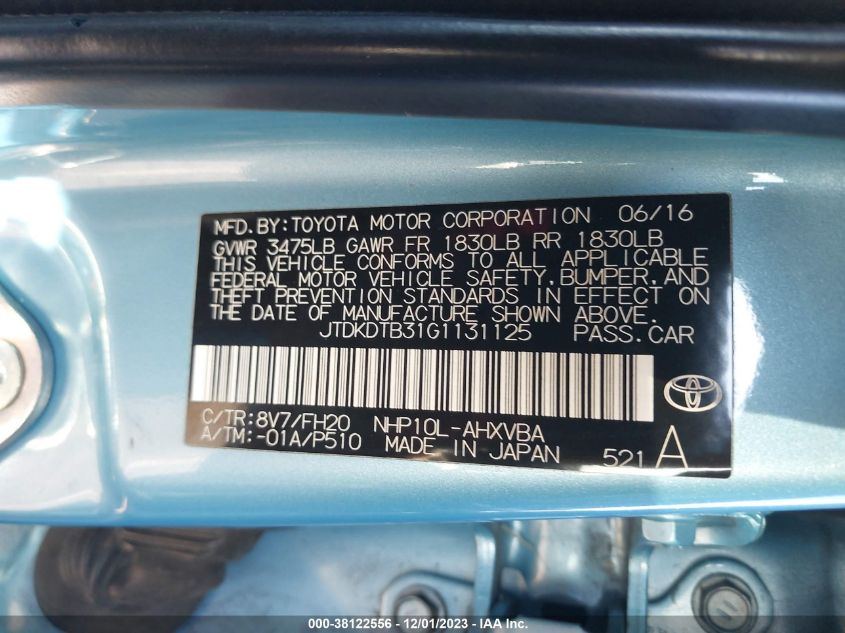 MFD.BY:TOYOTA MOTOR CORPORATION 06/16
GVWR 3475LB GAWR FR 1830LB RR 1830LB
THIS VEHICLE CONFORMS TO ALL APPLICABLE
FEDERAL MOTOR VEHICLE SAFETY,BUMPER,AND
THEFT PREVENTION STANDARDS IN EFFECT ON
THE DATE OF MANUFACTURE SHOWN ABOVE.
JTDKDTB31G1131125 PASS.CAR
C/TR:8V7/FH20 NHP10L-AHXVBA
A/TM:-01A/P510 MADE IN JAPAN 521 A
000-38122556 - 12/01/2023 - IAA Inc.